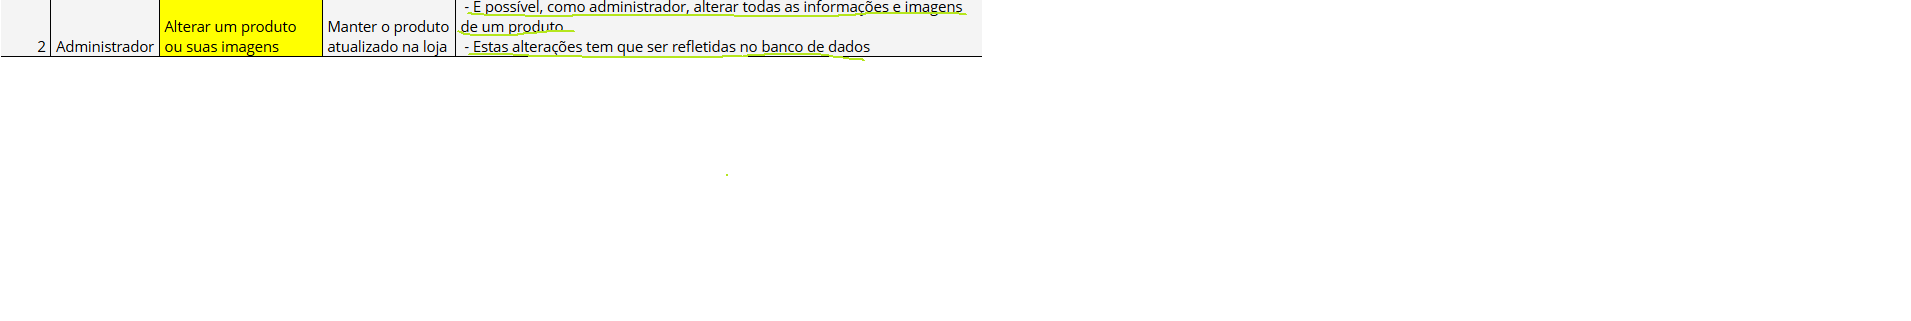 2 Administrador
Alterar um produto
ou suas imagens
Manter o produto
atualizado na loja
- É possível, como administrador, alterar todas as informações e imagens
de um produto
- Estas alterações tem que ser refletidas no banco de dados